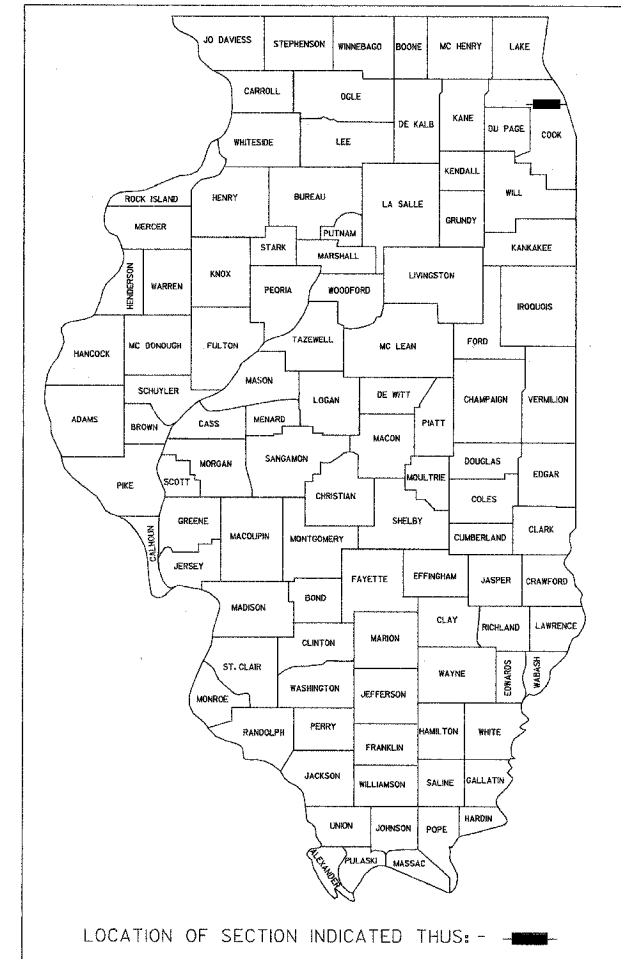 JO DAVIESS STEPHENSON WINNEBAGO BOONE MC HENRY LAKE
CARROLL OGLE DE KALB KANE DU PAGE COOK
WHITESIDE LEE KENDALL WILL
ROCK ISLAND HENRY BUREAU LA SALLE GRUNDY
MERCER STARK PUTNAM KANKAKEE
MARSHALL
HENDERSON WARREN KNOX PEORIA WOODFORD LIVINGSTON IROQUOIS
HANCOCK MC DONOUGH FULTON TAZEWELL MC LEAN FORD
MASON
SCHUYLER LOGAN DE WITT CHAMPAIGN VERMILION
ADAMS BROWN CASS MENARD PIATT
MACON
SANGAMON DOUGLAS
PIKE SCOTT MORGAN CHRISTIAN MOULTRIE COLES EDGAR
CALHOUN GREENE MACOUPIN MONTGOMERY SHELBY CUMBERLAND CLARK
JERSEY FAYETTE EFFINGHAM JASPER CRAWFORD
MADISON BOND
CLINTON MARION CLAY RICHLAND LAWRENCE
ST. CLAIR WAYNE EDWARDS WABASH
MONROE WASHINGTON JEFFERSON
RANDOLPH PERRY HAMILTON WHITE
FRANKLIN
JACKSON WILLIAMSON SALINE GALLATIN
UNION JOHNSON POPE HARDIN
ALEXANDER PULASKI MASSAC
LOCATION OF SECTION INDICATED THUS: -